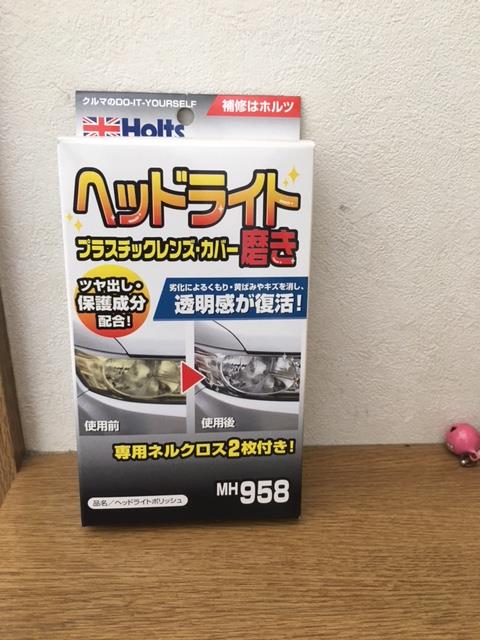 クルマのDO-IT-YOURSELF
補修はホルツ
Holts
ヘッドライト
プラスチックレンズ・カバー磨き
ツヤ出し・
保護成分
配合!
劣化によるくもり・黄ばみやキズを消し、
透明感が復活!
使用前
使用後
専用ネルクロス2枚付き!
MH958
品名/ヘッドライトポリッシュ